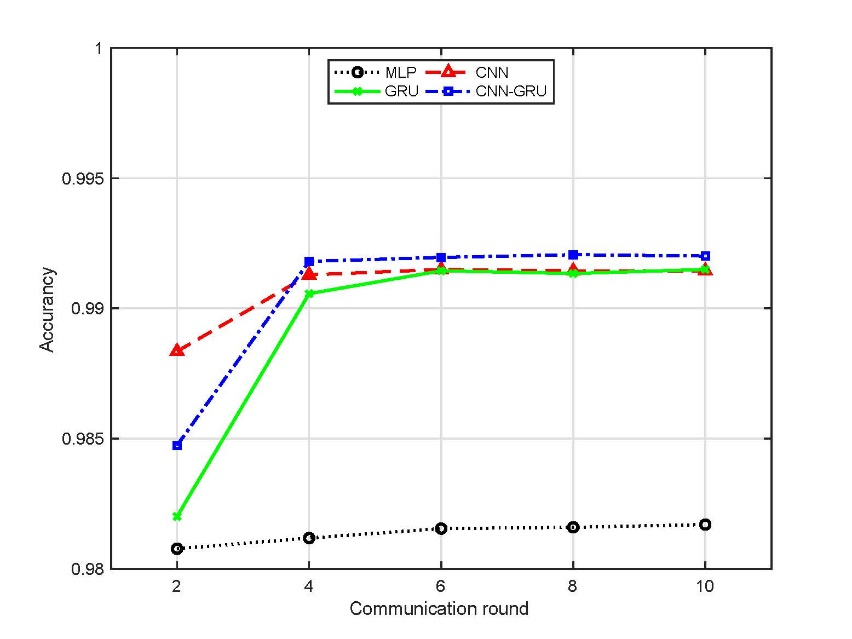 1
0.995
0.99
0.985
0.98
Accurancy
MLP CNN
GRU CNN-GRU
2 4 6 8 10
Communication round